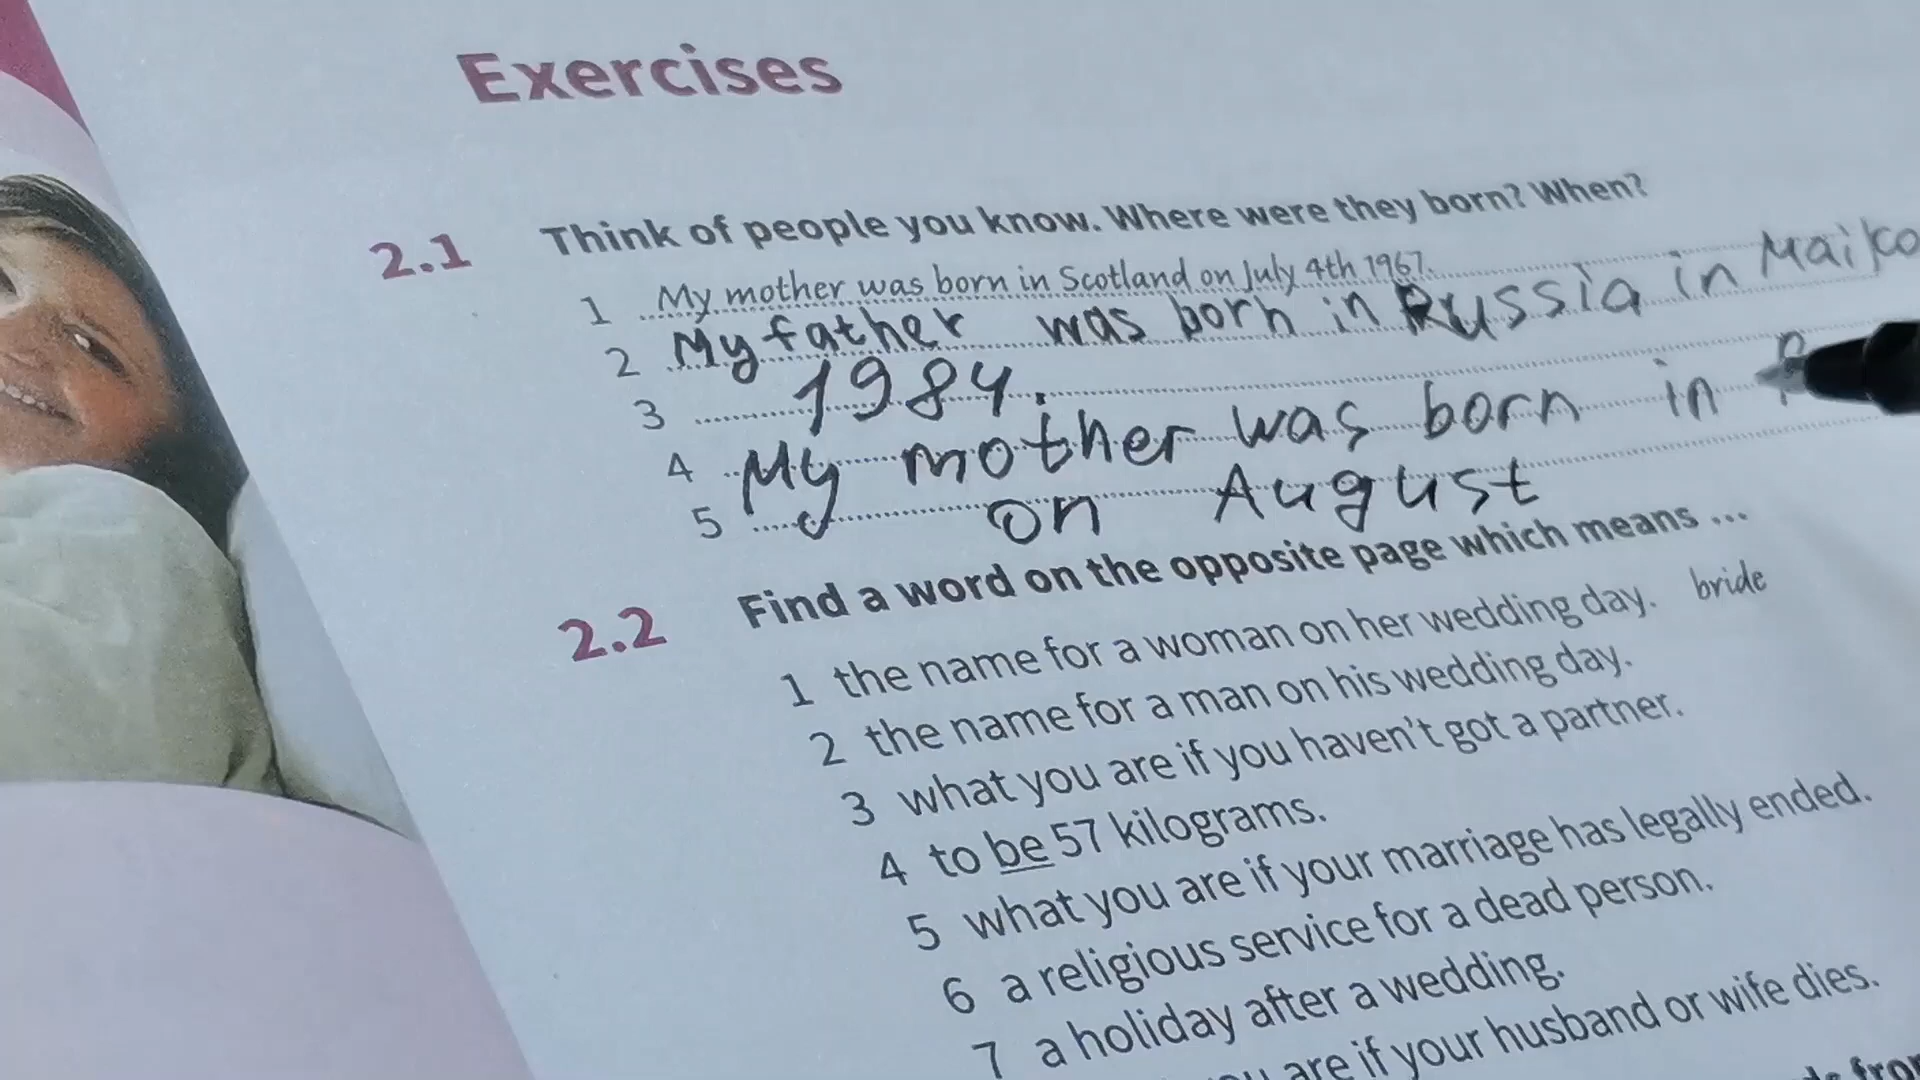 Exercises
2.1 Think of people you know. Where were they born? When?
1 My mother was born in Scotland on July 4th 1967.
2 My father was born in Russia in Maiko
3 1984.
4 My mother was born in
5 on August
2.2 Find a word on the opposite page which means ...
1 the name for a woman on her wedding day. bride
2 the name for a man on his wedding day.
3 what you are if you haven't got a partner.
4 to be 57 kilograms.
5 what you are if your marriage has legally ended.
6 a religious service for a dead person.
7 a holiday after a wedding.
are if your husband or wife dies.